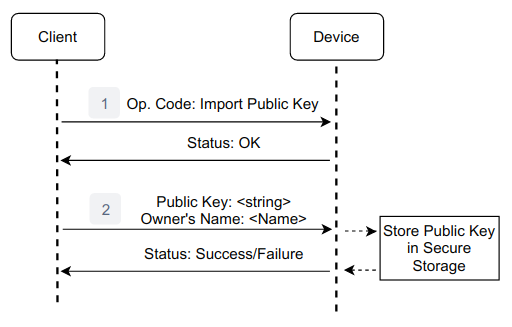 Client
Device
1
Op. Code: Import Public Key
Status: OK
2
Public Key: <string>
Owner's Name: <Name>
Status: Success/Failure
Store Public Key
in Secure
Storage